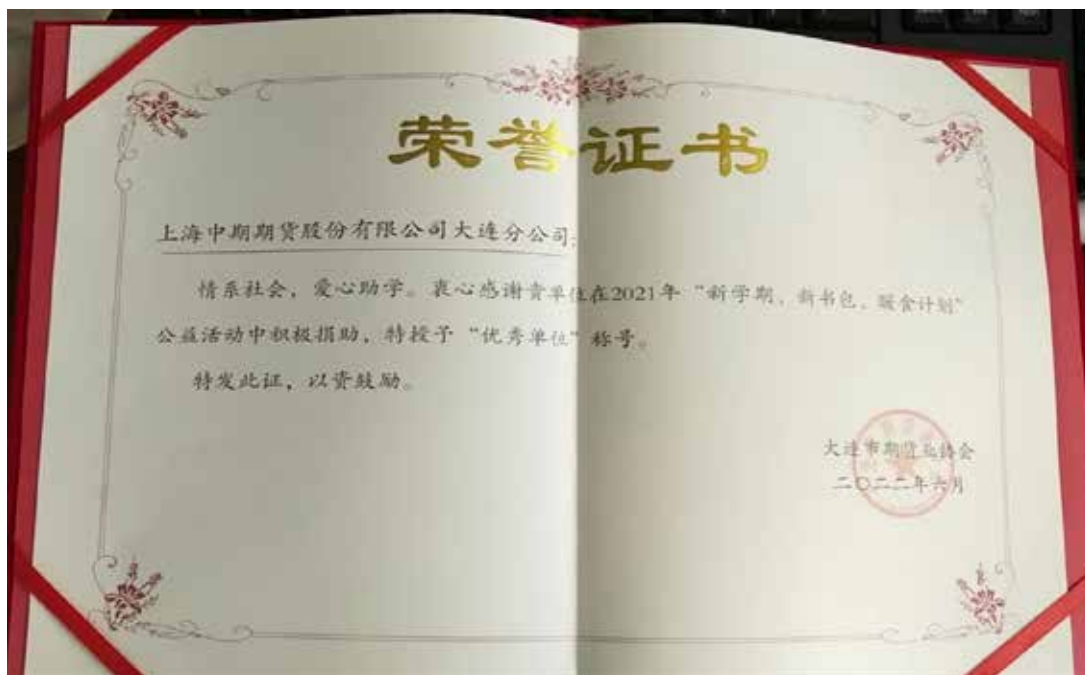 荣誉证书
上海中期期货股份有限公司大连分公司：
情系社会，爱心助学。衷心感谢贵单位在2021年“新学期、新书包、暖食计划”
公益活动中积极捐助，特授予“优秀单位”称号。
特发此证，以资鼓励。
大连市期货业协会
二〇二二年六月